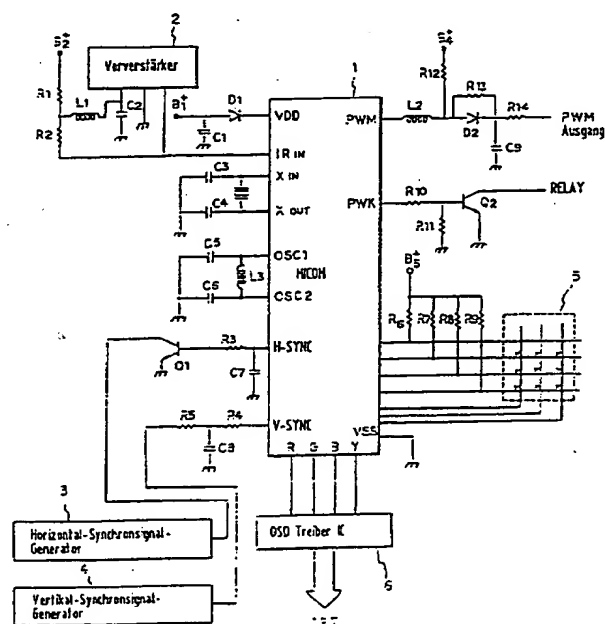 2
Vorverstärker
R1
L1
C2
R2
B+
D1
C1
1
VDD
IR IN
X IN
X OUT
OSC1
MICOM
OSC2
H-SYNC
V-SYNC
R G B Y
VSS
PWM
PWK
C3
C4
C5
L3
C6
R3
Q1
C7
R5
R4
C8
R12
R13
L2
D2
R14
C9
PWM
Ausgang
R10
R11
Q2
RELAY
B+
5
5
R6
R7
R8
R9
3
Horizontal-Synchronsignal-
Generator
4
Vertikal-Synchronsignal-
Generator
OSD Treiber IC
6